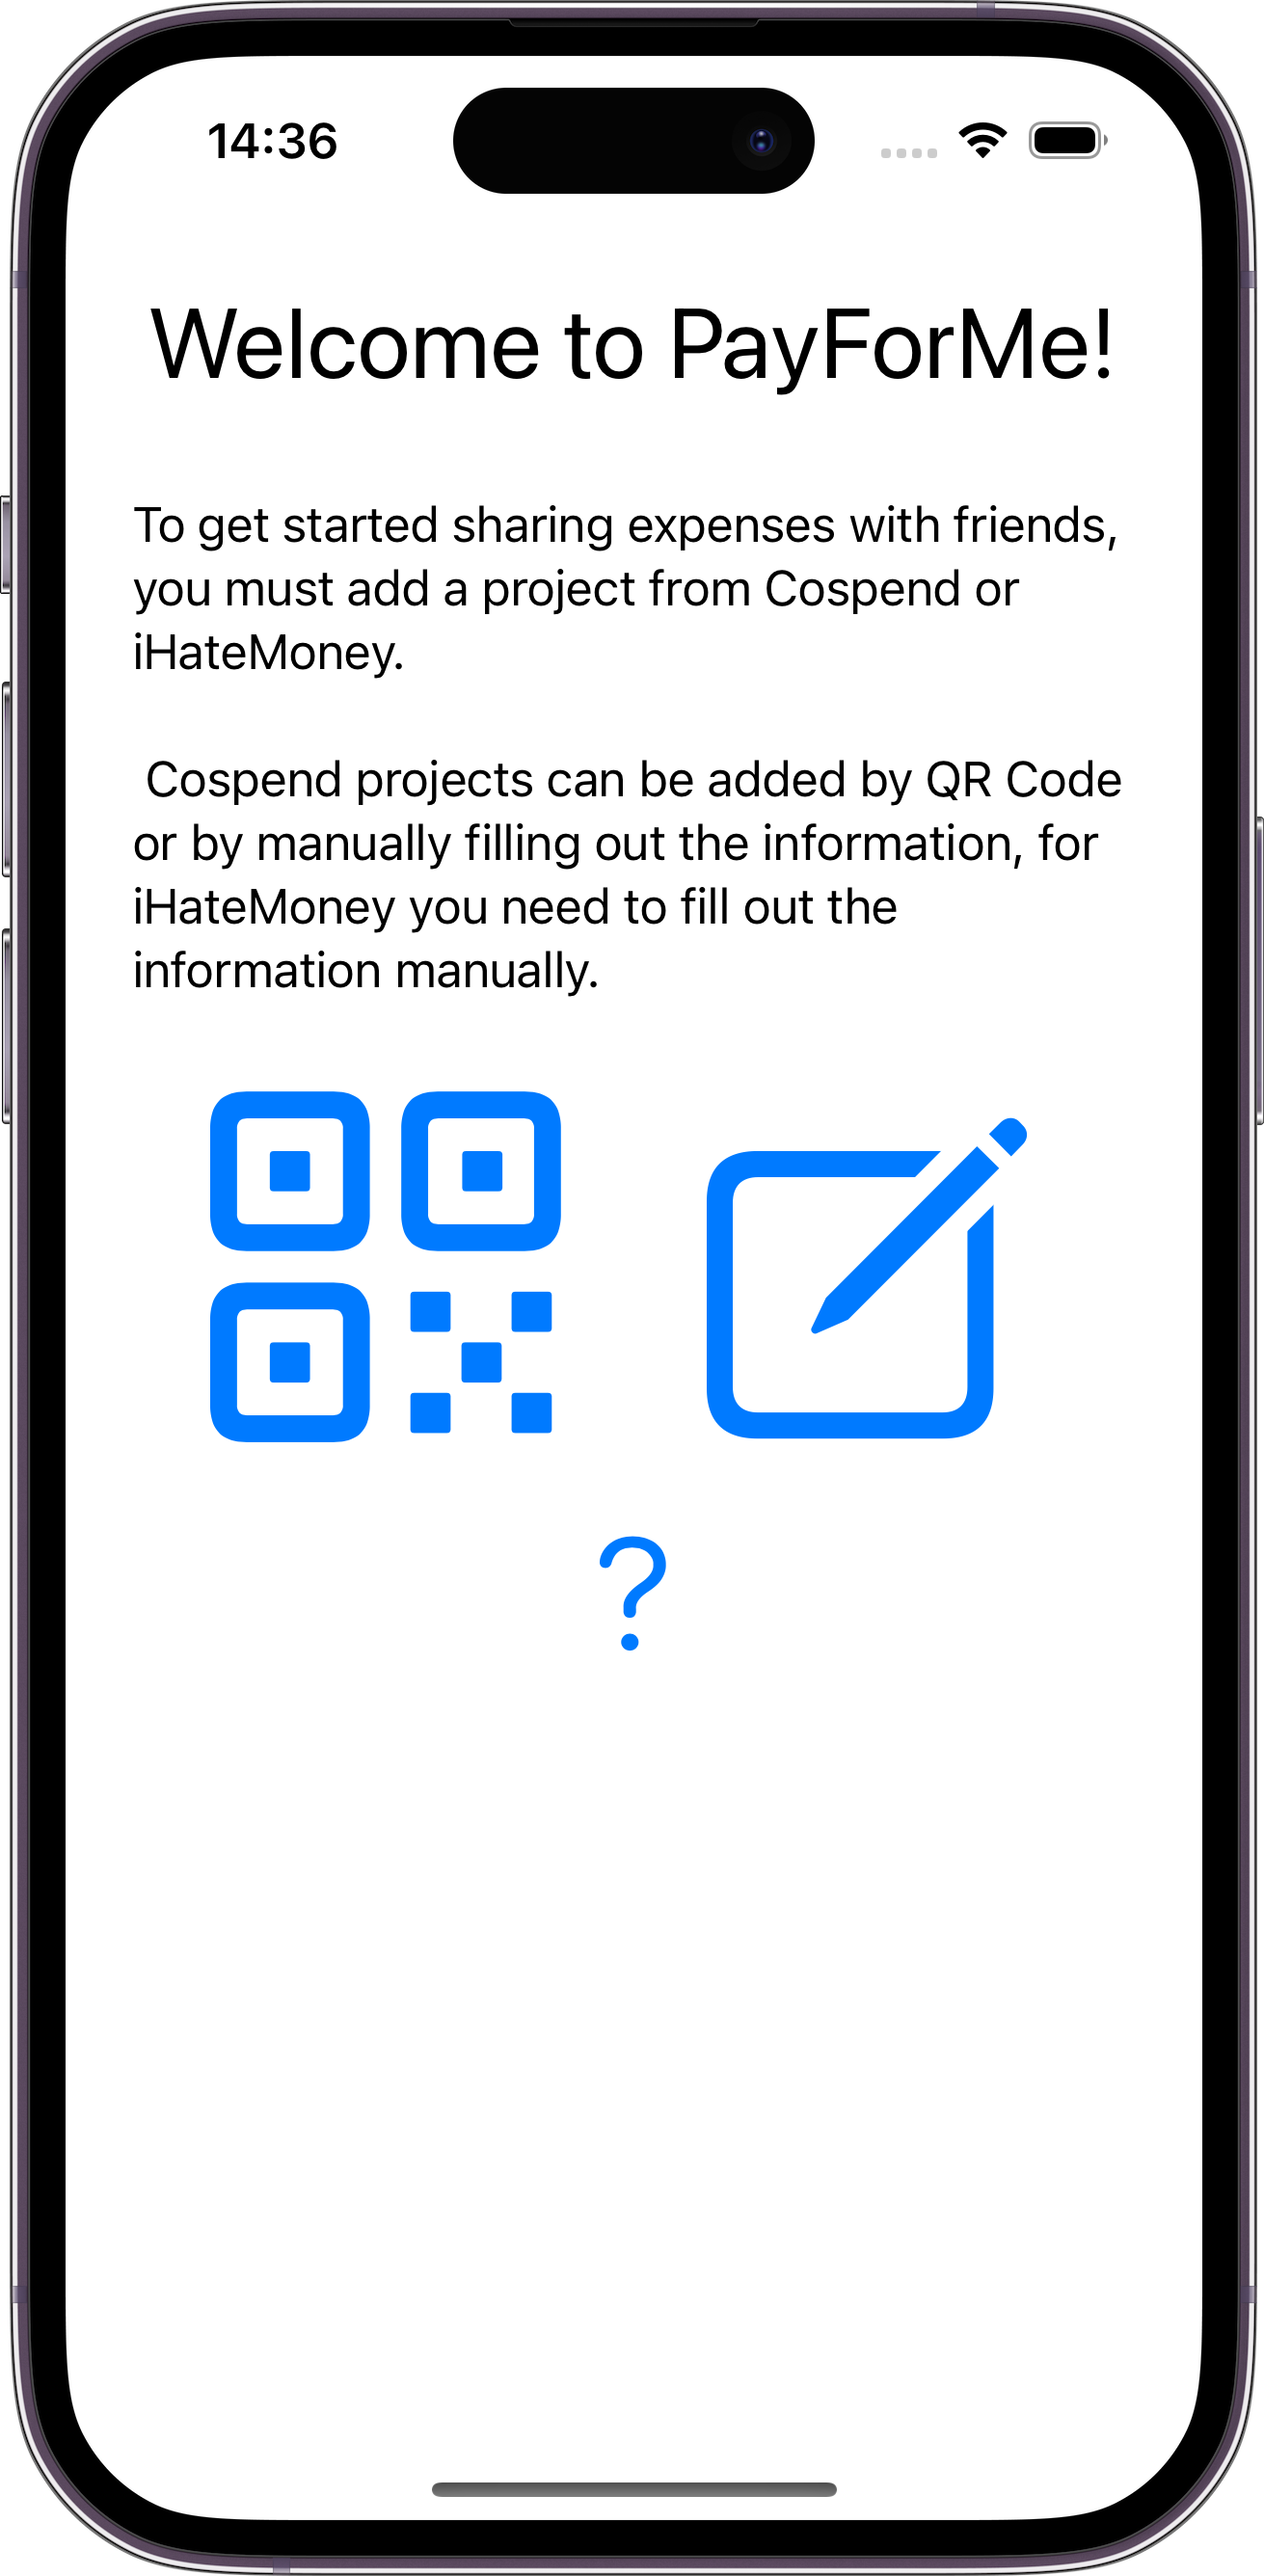 14:36
Welcome to PayForMe!
To get started sharing expenses with friends,
you must add a project from Cospend or
iHateMoney.
Cospend projects can be added by QR Code
or by manually filling out the information, for
iHateMoney you need to fill out the
information manually.
?